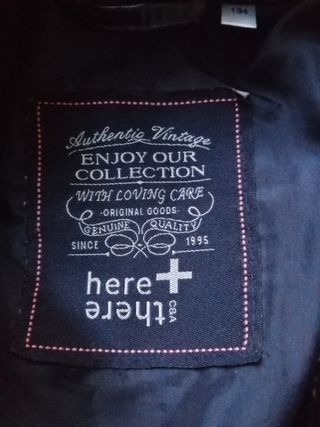 134
Authentic Vintage
ENJOY OUR
COLLECTION
WITH LOVING CARE
·ORIGINAL GOODS·
GENUINE QUALITY
SINCE 1995
here
there
C&A